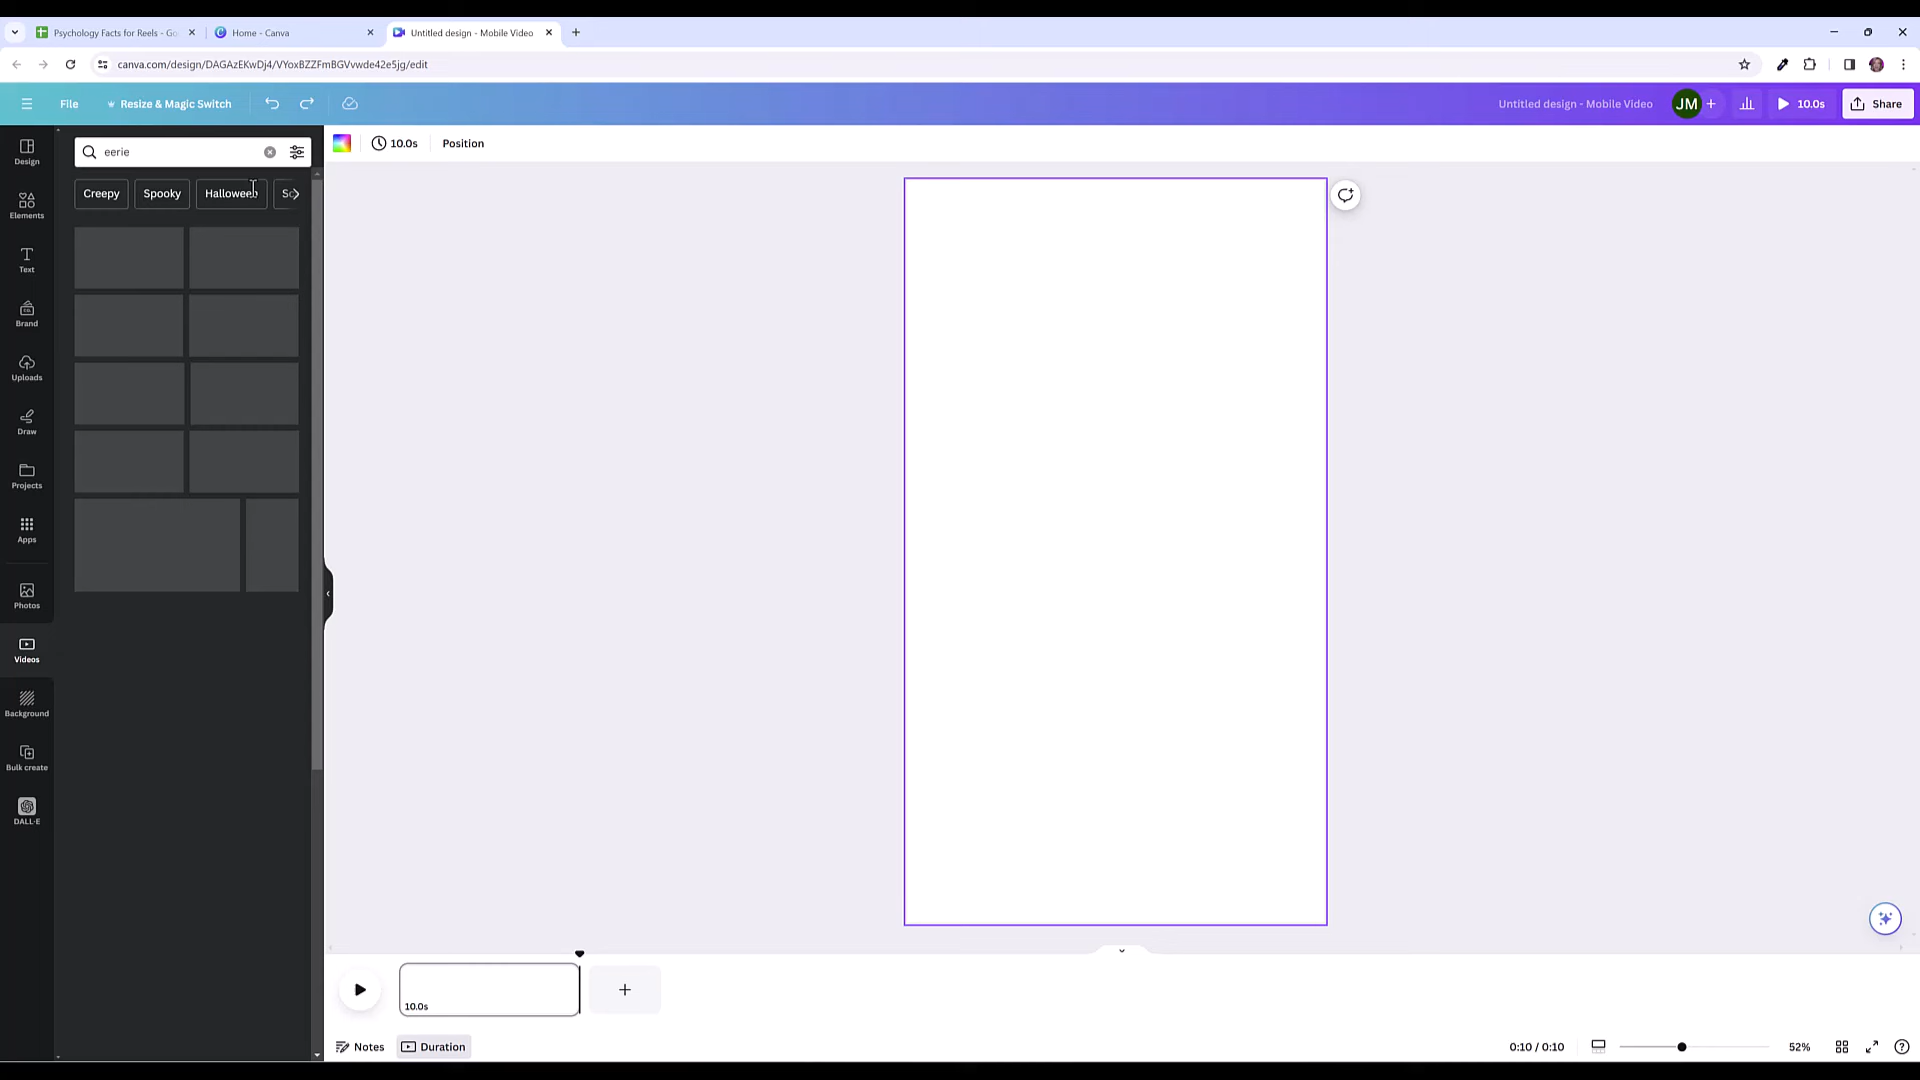 Psychology Facts for Reels - Go
Home - Canva
Untitled design - Mobile Video
canva.com/design/DAGAzEKwDj4/VYoxBZZFmBGVvwde42e5jg/edit
File
Resize & Magic Switch
Untitled design - Mobile Video
JM
10.0s
Share
Design
Elements
Text
Brand
Uploads
Draw
Projects
Apps
Photos
Videos
Background
Bulk create
DALL·E
eerie
Creepy
Spooky
Halloween
10.0s
Position
10.0s
Notes
Duration
0:10 / 0:10
52%